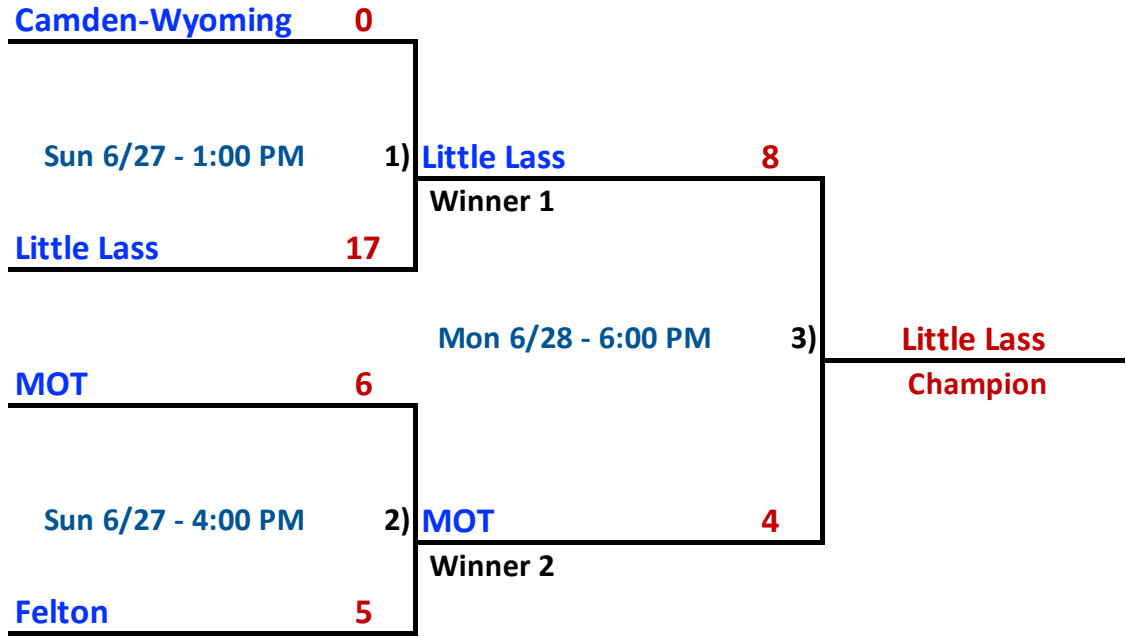 Camden-Wyoming 0
Sun 6/27 - 1:00 PM 1) Little Lass 8
Winner 1
Little Lass 17
Mon 6/28 - 6:00 PM 3) Little Lass
MOT 6 Champion
Sun 6/27 - 4:00 PM 2) MOT 4
Winner 2
Felton 5